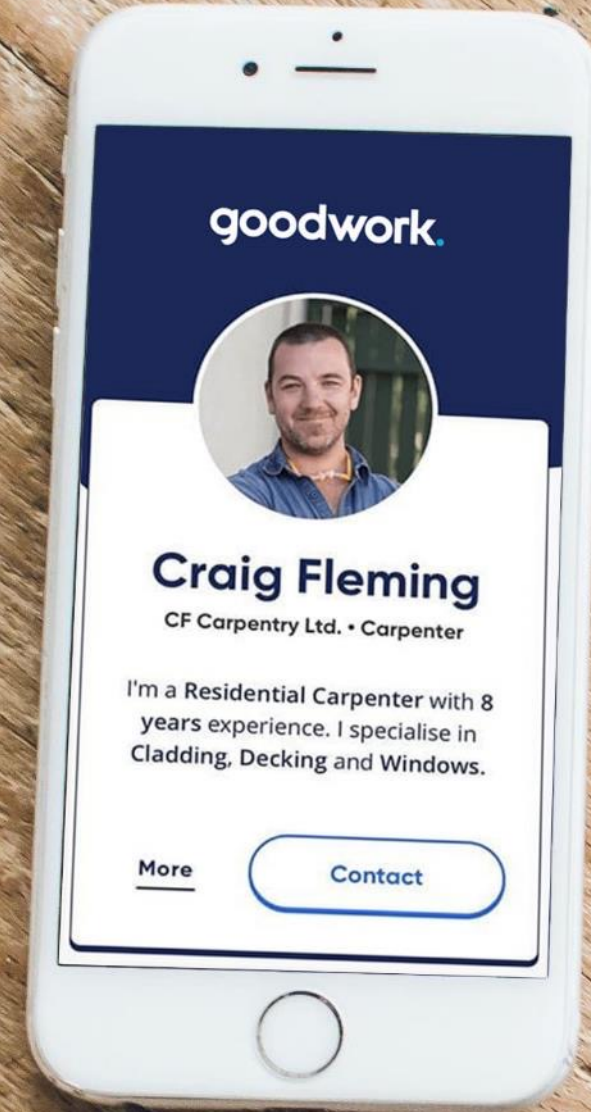 goodwork.
Craig Fleming
CF Carpentry Ltd. • Carpenter
I'm a Residential Carpenter with 8
years experience. I specialise in
Cladding, Decking and Windows.
More
Contact